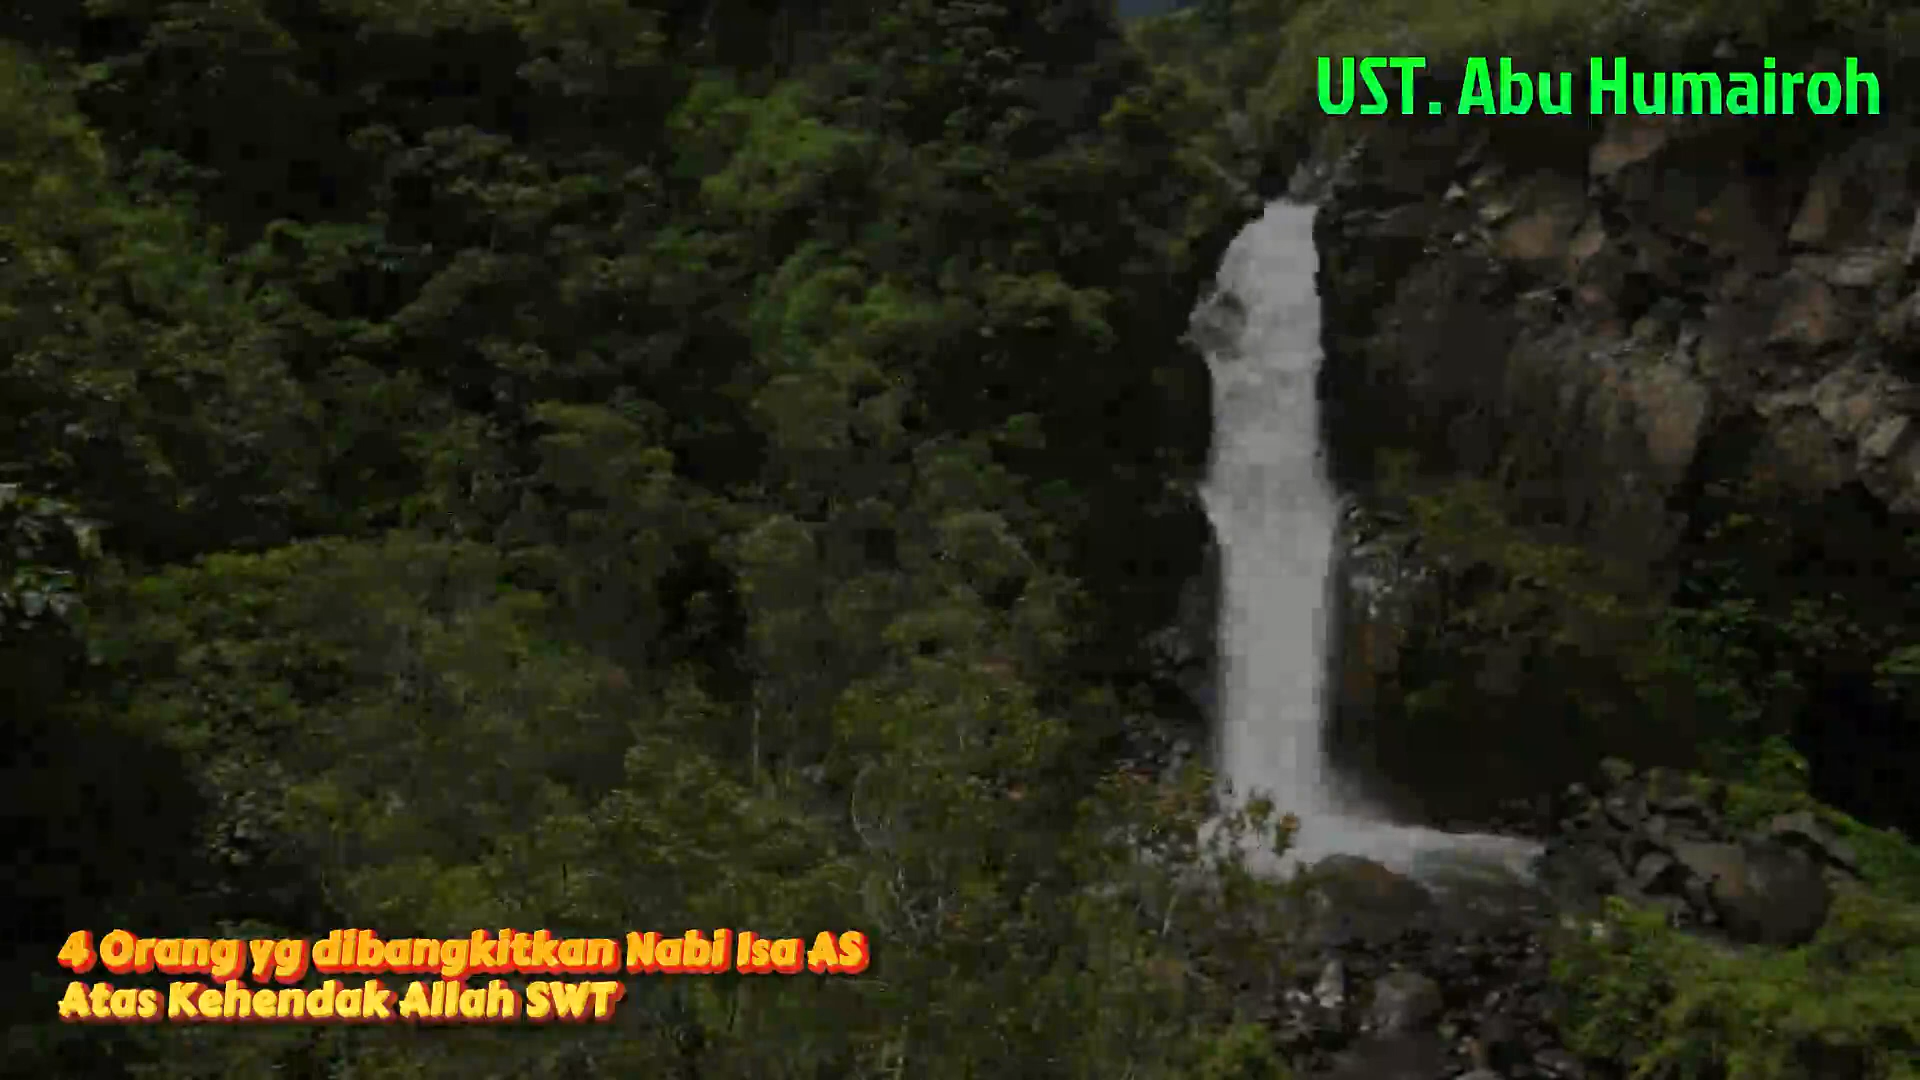 UST. Abu Humairoh
4 Orang yg dibangkitkan Nabi Isa AS
Atas Kehendak Allah SWT